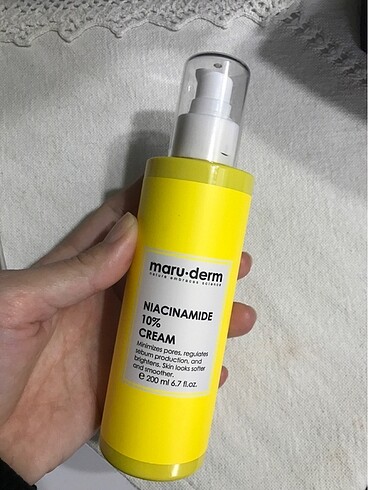 maru·derm
nature embraces science
NIACINAMIDE
10%
CREAM
Minimizes pores, regulates
sebum production, and
brightens. Skin looks softer
and smoother.
℮ 200 ml 6.7 fl.oz.